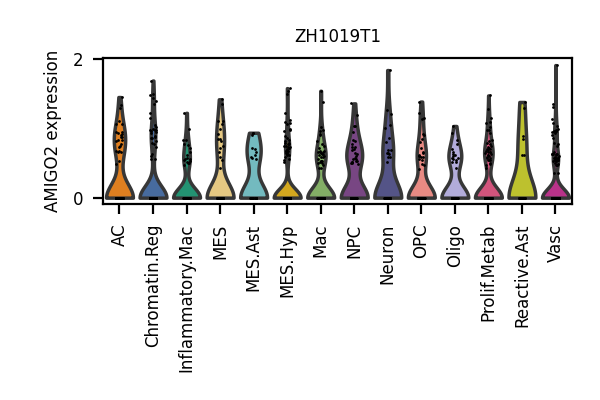 ZH1019T1
AMIGO2 expression
2
0
AC
Chromatin.Reg
Inflammatory.Mac
MES
MES.Ast
MES.Hyp
Mac
NPC
Neuron
OPC
Oligo
Prolif.Metab
Reactive.Ast
Vasc